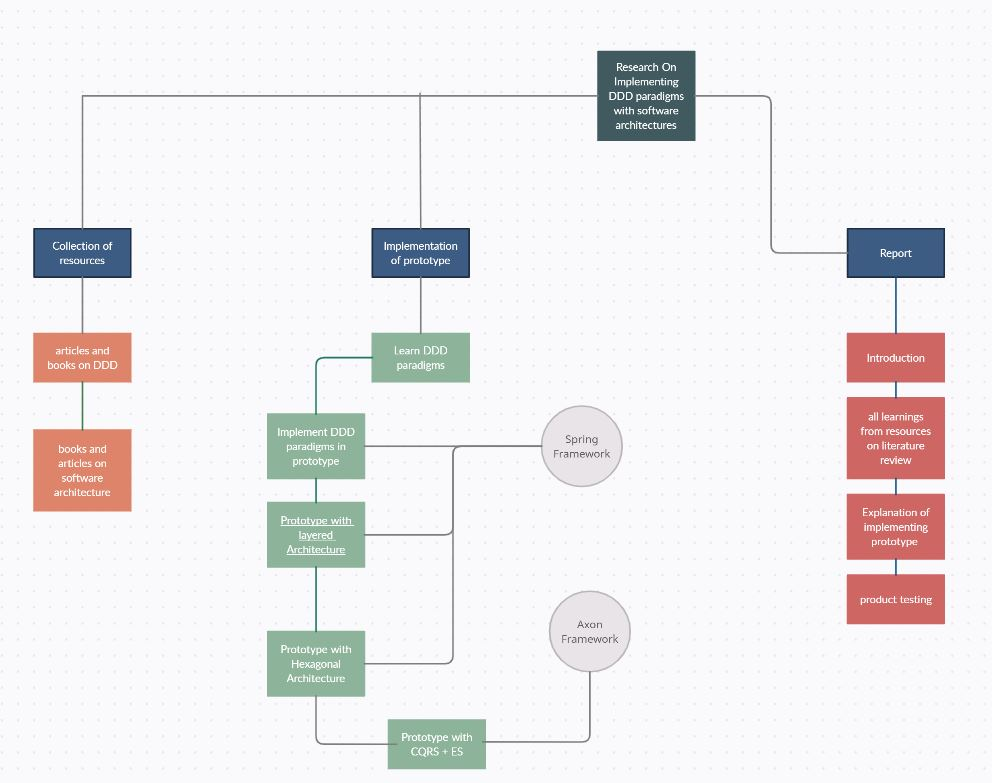 Research On
Implementing
DDD paradigms
with software
architectures
Collection of
resources
Implementation
of prototype
Report
articles and
books on DDD
Learn DDD
paradigms
Introduction
books and
articles on
software
architecture
Implement DDD
paradigms in
prototype
Spring
Framework
all learnings
from resources
on literature
review
Prototype with
layered
Architecture
Explanation of
implementing
prototype
product testing
Prototype with
Hexagonal
Architecture
Axon
Framework
Prototype with
CQRS + ES